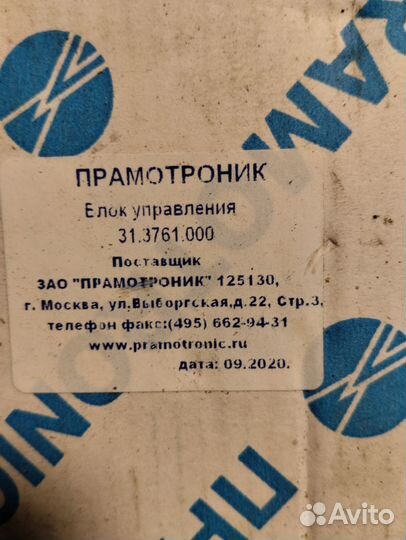 ПРАМОТРОНИК
Блок управления
31.3761.000
Поставщик
ЗАО "ПРАМОТРОНИК" 125130,
г. Москва, ул.Выборгская,д.22, Стр.3,
телефон факс:(495) 662-94-31
www.pramotronic.ru
дата: 09.2020.
Avito